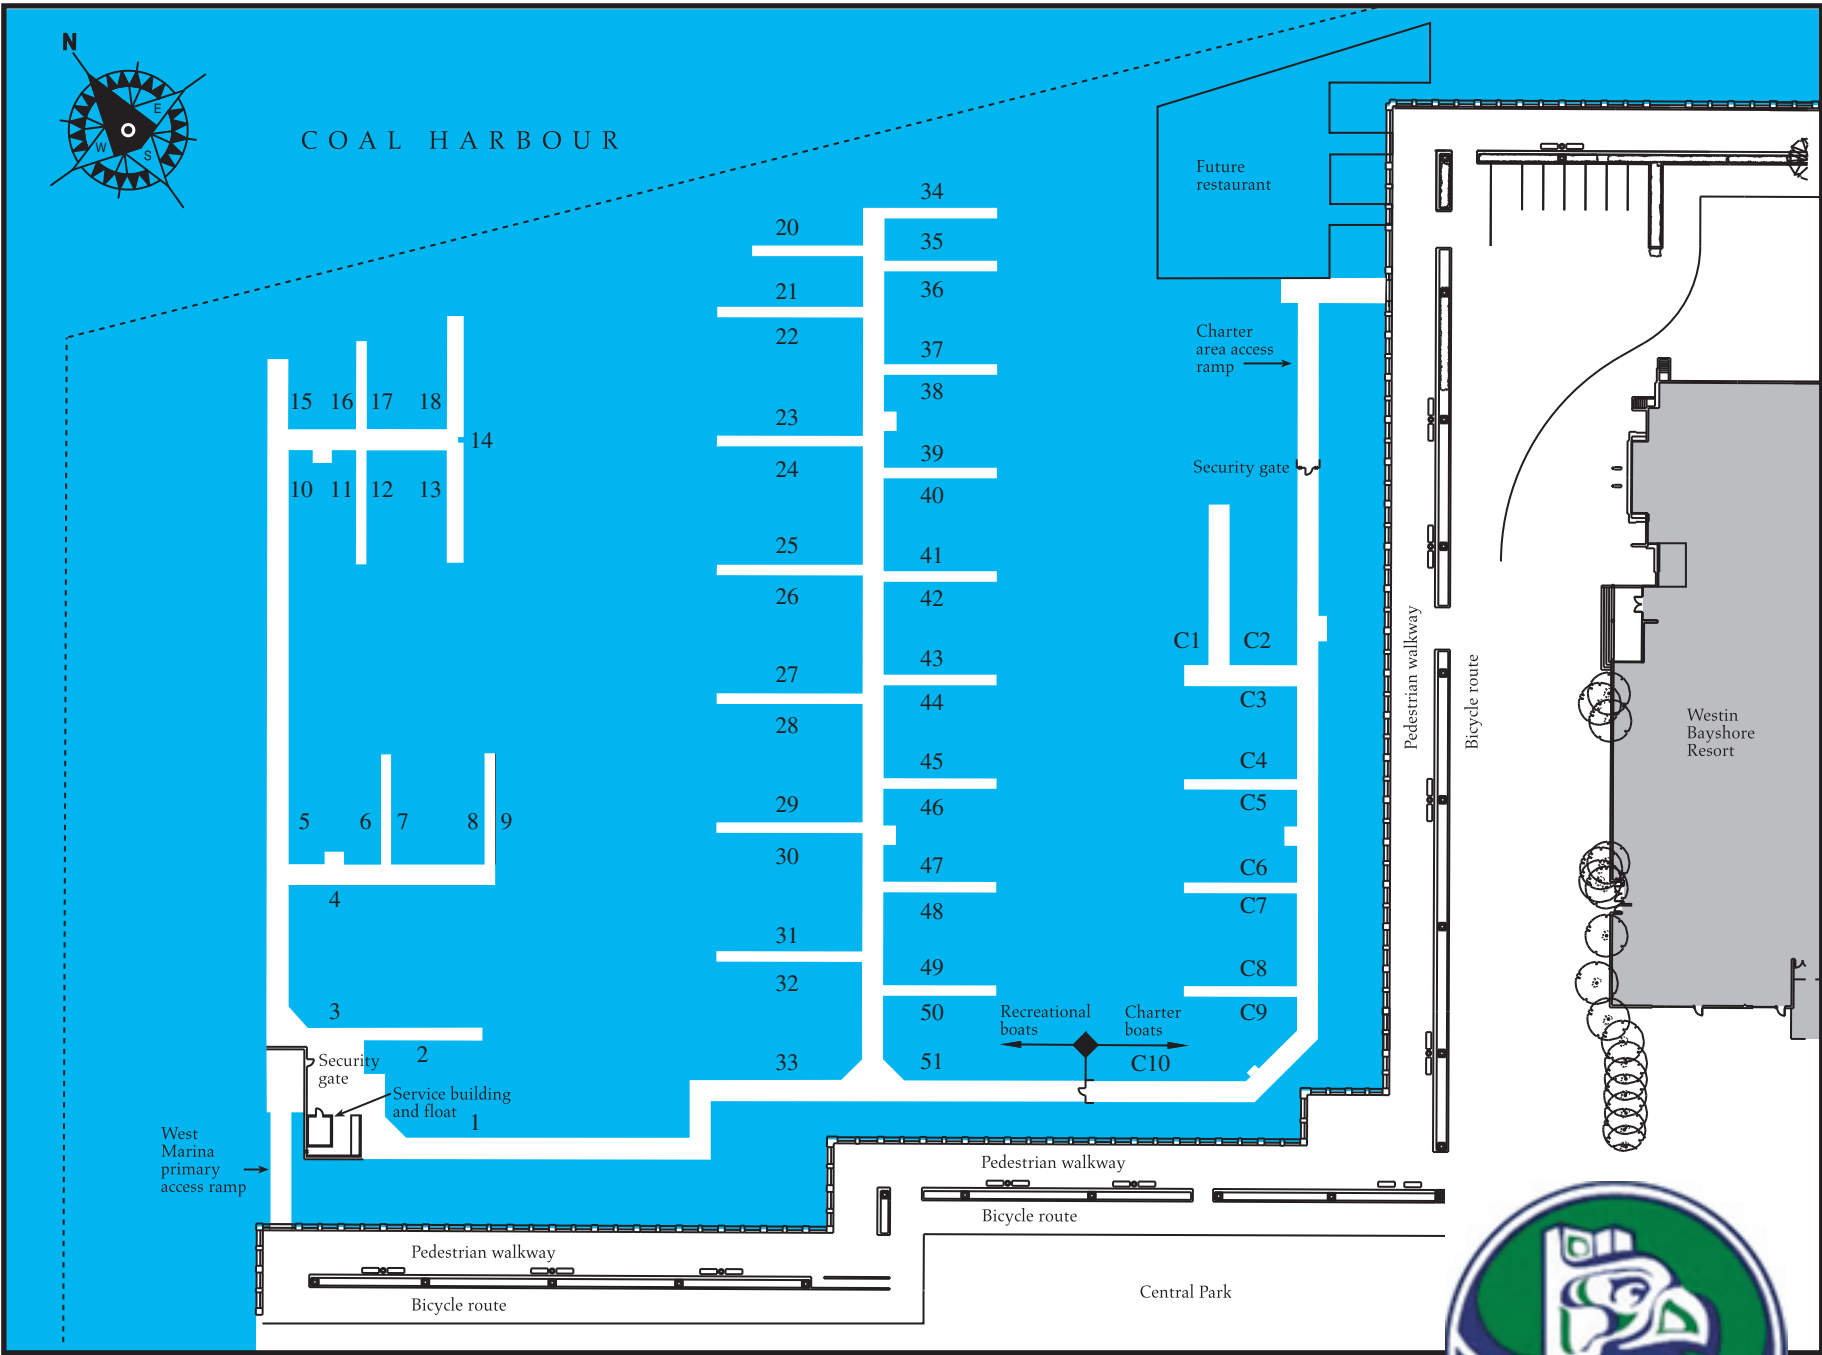 N
E
W
S
COAL HARBOUR
Future
restaurant
34
20
35
21
36
22
Charter
area access
ramp
37
38
15 16 17 18
23
39
14
Security gate
24
10 11 12 13
40
25
41
26
42
C1 C2
43
27
44
C3
28
Pedestrian walkway
Bicycle route
Westin
Bayshore
Resort
45
C4
29
46
C5
5 6 7 8 9
30
47
C6
4
48
C7
31
49
C8
32
3
50
Recreational
boats
Charter
boats
C9
2
33
51
C10
Security
gate
Service building
and float
1
West
Marina
primary
access ramp
Pedestrian walkway
Bicycle route
Pedestrian walkway
Bicycle route
Central Park